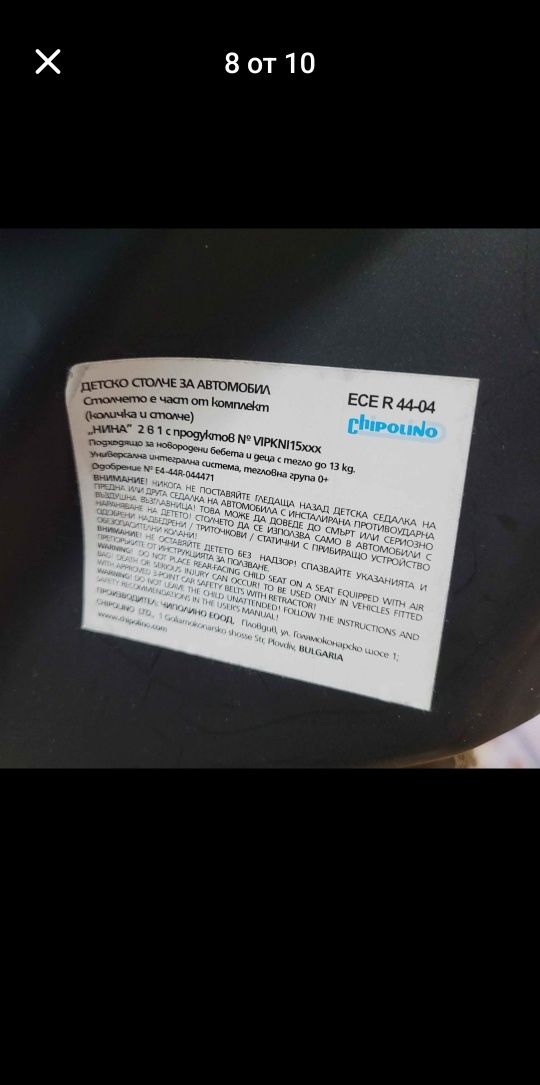 8 от 10
ДЕТСКО СТОЛЧЕ ЗА АВТОМОБИЛ
Столчето е част от комплект
(количка и столче)
„НИНА" 2 в 1 с продуктов № VIPKNI15xxx
ECE R 44-04
chipolino
Подходящо за новородени бебета и деца с тегло до 13 kg.
Универсална интегрална система, тегловна група 0+
Одобрение № E4-44R-044471
ВНИМАНИЕ! НИКОГА НЕ ПОСТАВЯЙТЕ ГЛЕДАЩА НАЗАД ДЕТСКА СЕДАЛКА НА
ПРЕДНА ИЛИ ДРУГА СЕДАЛКА НА АВТОМОБИЛА С ИНСТАЛИРАНА ПРОТИВОУДАРНА
ВЪЗДУШНА ВЪЗГЛАВНИЦА! ТОВА МОЖЕ ДА ДОВЕДЕ ДО СМЪРТ ИЛИ СЕРИОЗНО
НАРАНЯВАНЕ НА ДЕТЕТО! СТОЛЧЕТО ДА СЕ ИЗПОЛЗВА САМО В АВТОМОБИЛИ С
ОДОБРЕНИ НАДБЕДРЕНИ / ТРИТОЧКОВИ / СТАТИЧНИ С ПРИБИРАЩО УСТРОЙСТВО
ОБЕЗОПАСИТЕЛНИ КОЛАНИ!
ВНИМАНИЕ! НЕ ОСТАВЯЙТЕ ДЕТЕТО БЕЗ НАДЗОР! СПАЗВАЙТЕ УКАЗАНИЯТА И
ПРЕПОРЪКИТЕ ОТ ИНСТРУКЦИЯТА ЗА ПОЛЗВАНЕ.
WARNING! DO NOT PLACE REAR-FACING CHILD SEAT ON A SEAT EQUIPPED WITH AIR
BAG! DEATH OR SERIOUS INJURY CAN OCCUR! TO BE USED ONLY IN VEHICLES FITTED
WITH APPROVED 3-POINT CAR SAFETY BELTS WITH RETRACTOR!
WARNING! DO NOT LEAVE THE CHILD UNATTENDED! FOLLOW THE INSTRUCTIONS AND
SAFETY RECOMMENDATIONS IN THE USER'S MANUAL!
ПРОИЗВОДИТЕЛ: ЧИПОЛИНО ЕООД, Пловдив, ул. Голямоконарско шосе 1;
CHIPOLINO LTD., 1 Goliamokonarsko shosse Str, Plovdiv, BULGARIA
www.chipolino.com